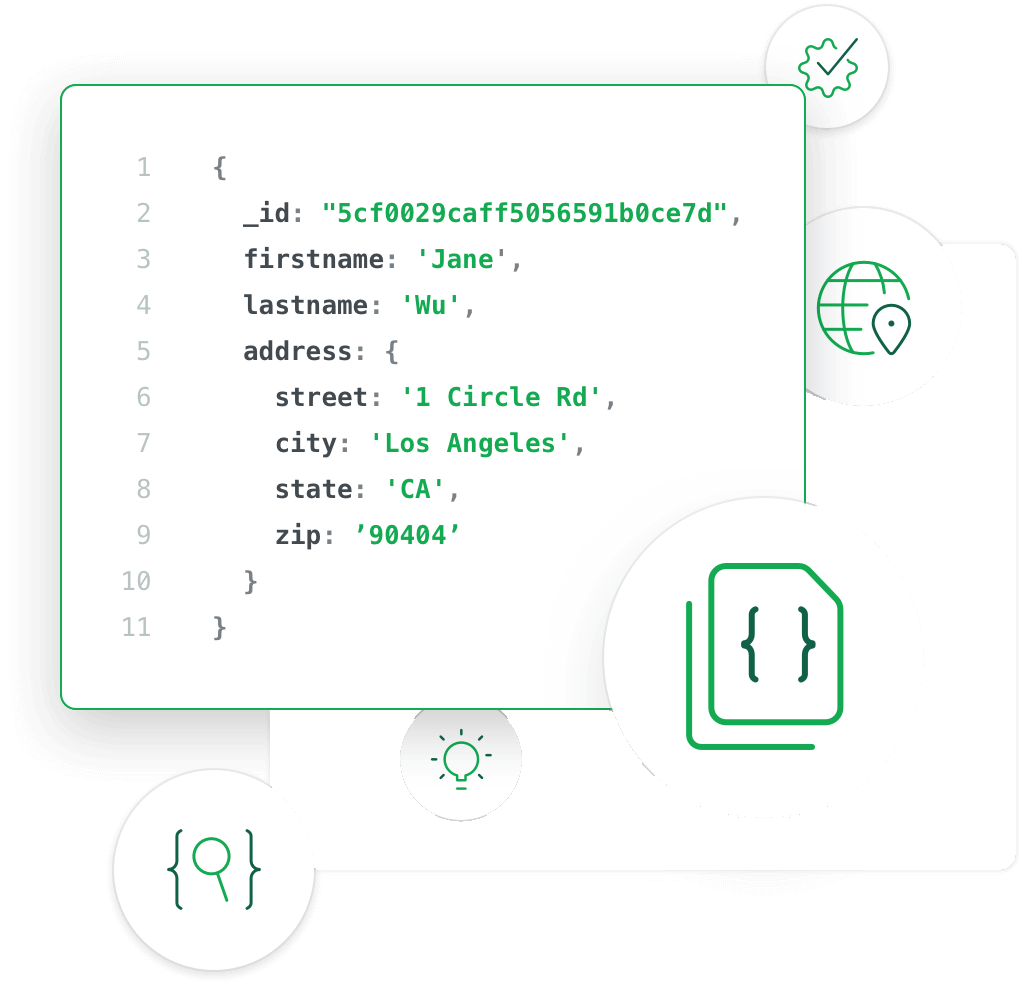 1 {
2 _id: "5cf0029caff5056591b0ce7d",
3 firstname: 'Jane',
4 lastname: 'Wu',
5 address: {
6 street: '1 Circle Rd',
7 city: 'Los Angeles',
8 state: 'CA',
9 zip: ’90404’
10 }
11 }
{ }
{ }